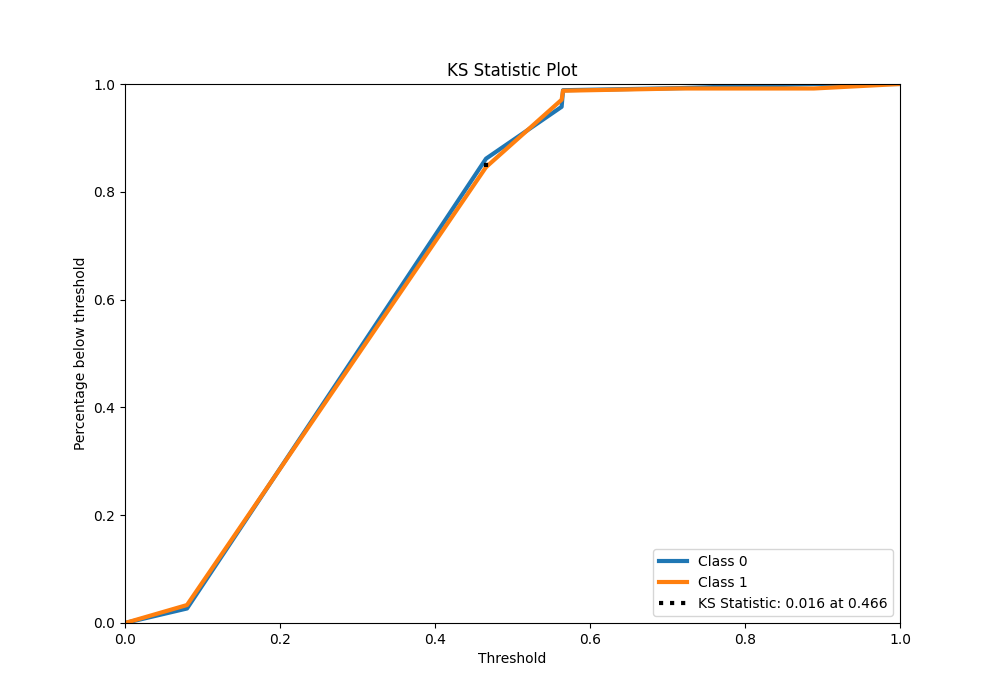 KS Statistic Plot
1.0
0.8
0.6
0.4
0.2
0.0
Percentage below threshold
0.0 0.2 0.4 0.6 0.8 1.0
Threshold
Class 0
Class 1
KS Statistic: 0.016 at 0.466